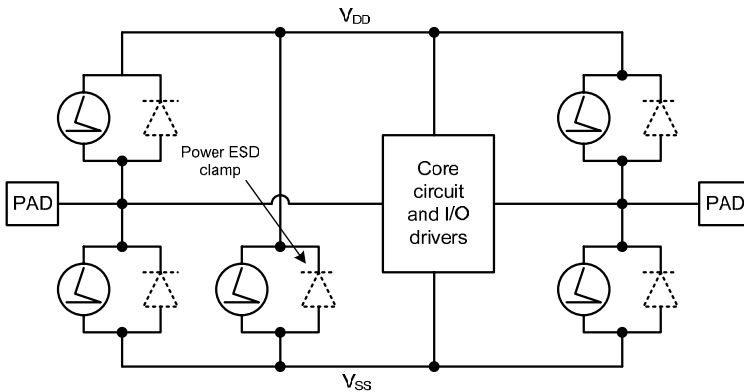 VDD
Power ESD
clamp
PAD
Core
circuit
and I/O
drivers
PAD
VSS